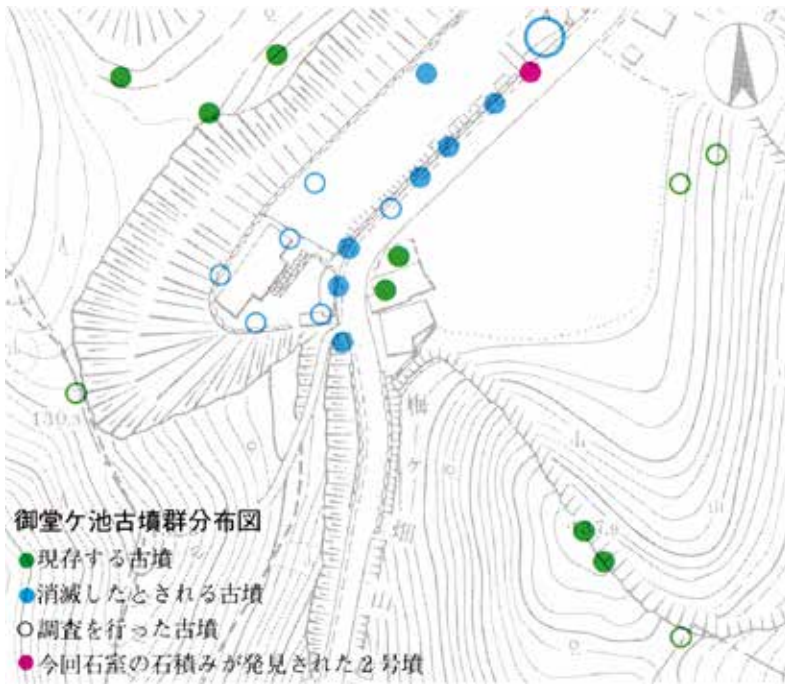 130.5
梅ケ畑
御堂ケ池古墳群分布図
現存する古墳
消滅したとされる古墳
調査を行った古墳
今回石室の石積みが発見された2号墳